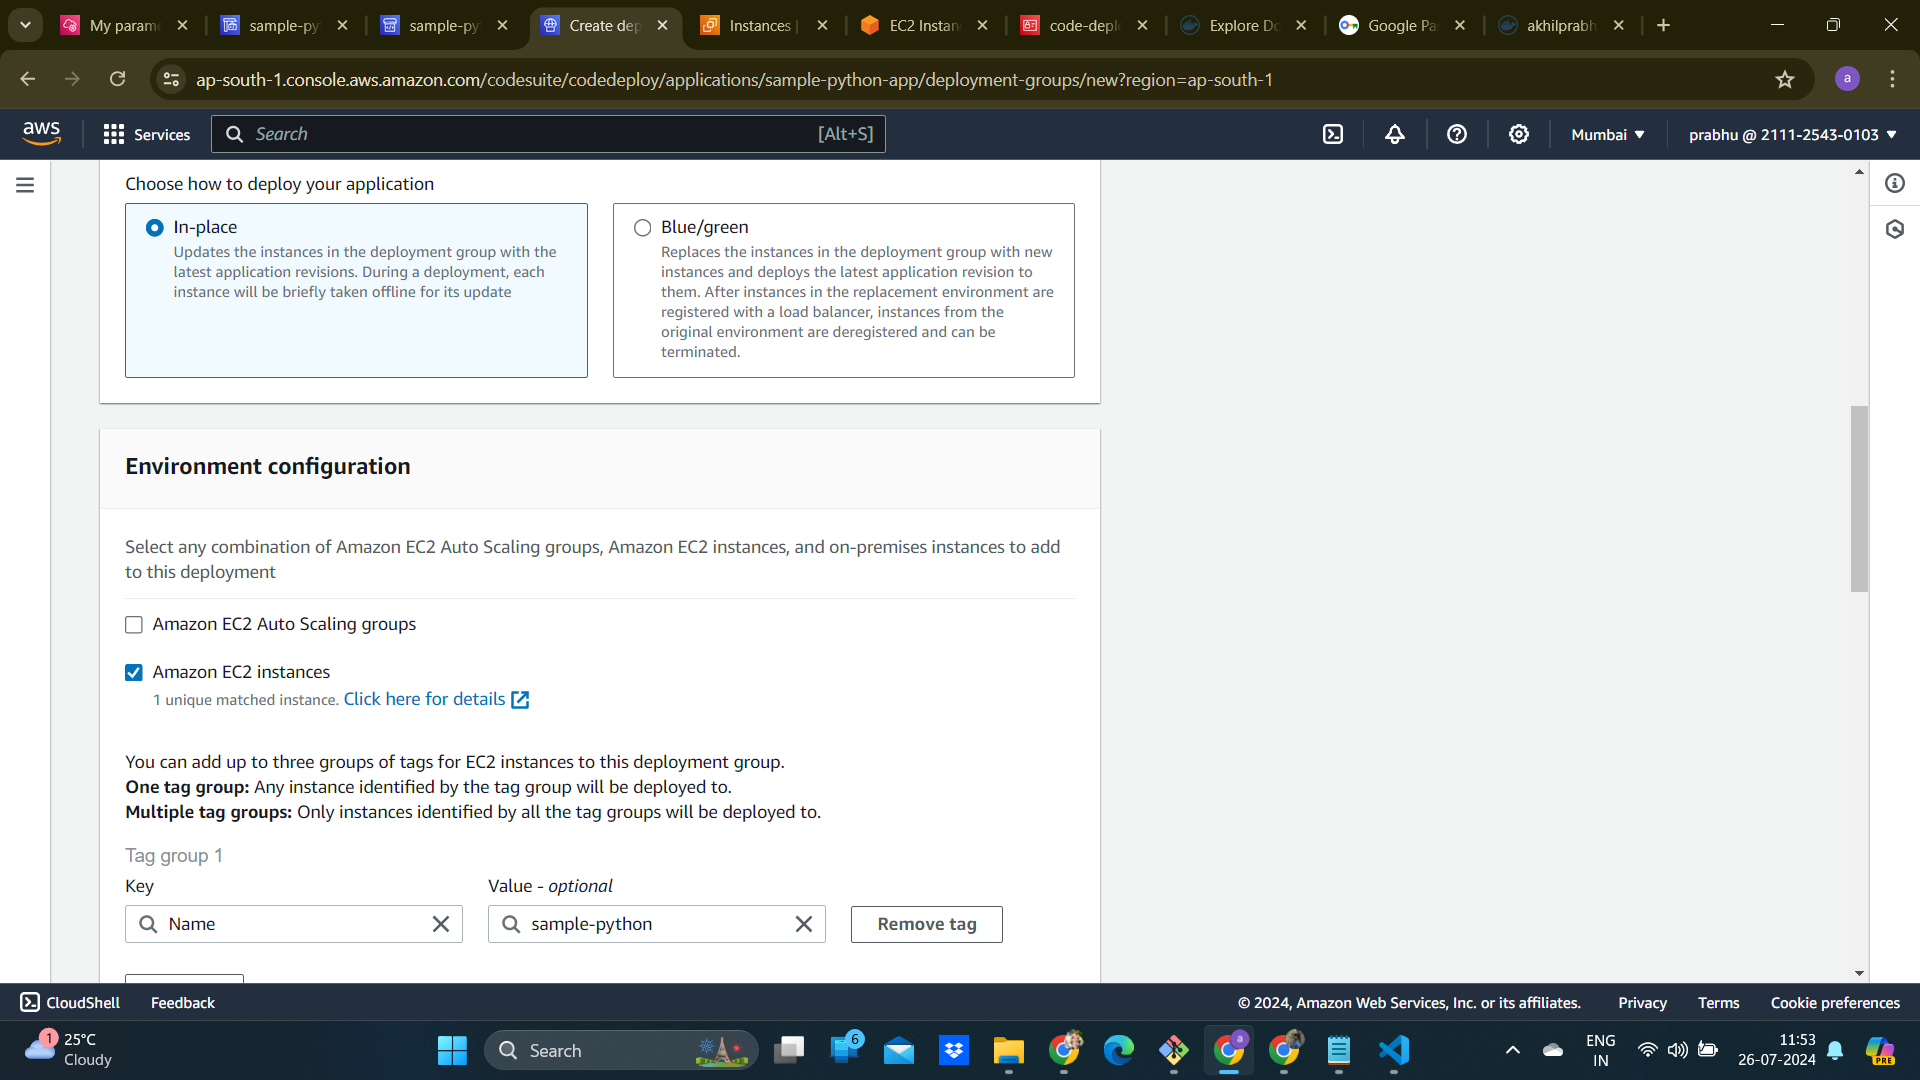 My parame
sample-py
sample-py
Create dep
Instances |
EC2 Instan
code-deplo
Explore Do
Google Pa
akhilprabh
ap-south-1.console.aws.amazon.com/codesuite/codedeploy/applications/sample-python-app/deployment-groups/new?region=ap-south-1
a
aws
Services
Search
[Alt+S]
Mumbai
prabhu @ 2111-2543-0103
Choose how to deploy your application
In-place
Updates the instances in the deployment group with the
latest application revisions. During a deployment, each
instance will be briefly taken offline for its update
Blue/green
Replaces the instances in the deployment group with new
instances and deploys the latest application revision to
them. After instances in the replacement environment are
registered with a load balancer, instances from the
original environment are deregistered and can be
terminated.
Environment configuration
Select any combination of Amazon EC2 Auto Scaling groups, Amazon EC2 instances, and on-premises instances to add
to this deployment
Amazon EC2 Auto Scaling groups
Amazon EC2 instances
1 unique matched instance. Click here for details
You can add up to three groups of tags for EC2 instances to this deployment group.
One tag group: Any instance identified by the tag group will be deployed to.
Multiple tag groups: Only instances identified by all the tag groups will be deployed to.
Tag group 1
Key
Value - optional
Name
sample-python
Remove tag
CloudShell
Feedback
© 2024, Amazon Web Services, Inc. or its affiliates.
Privacy
Terms
Cookie preferences
1
25°C
Cloudy
Search
6
a
ENG
IN
11:53
26-07-2024
PRE